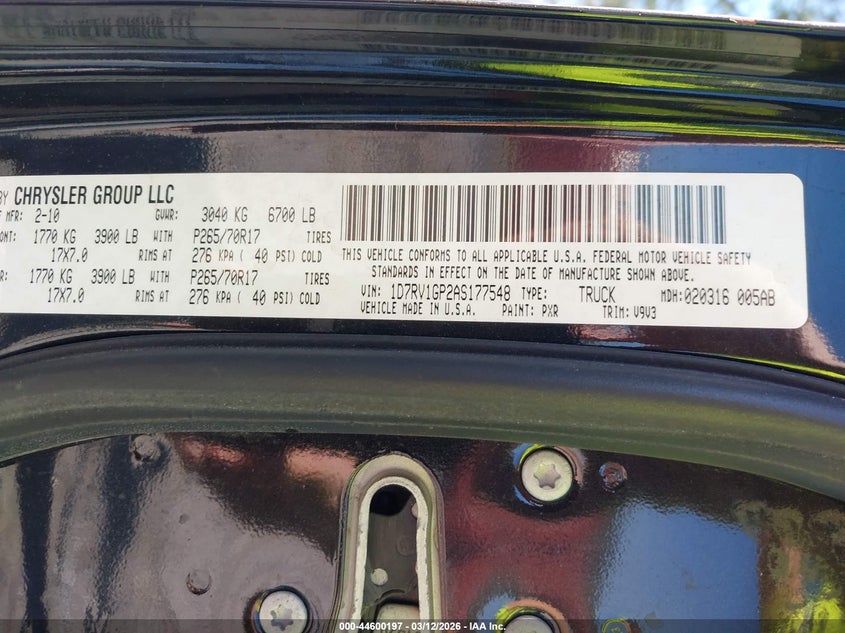 BY CHRYSLER GROUP LLC
MFR: 2-10 GVWR: 3040 KG 6700 LB
1770 KG 3900 LB WITH P265/70R17 TIRES
17X7.0 RIMS AT 276 KPA ( 40 PSI) COLD
1770 KG 3900 LB WITH P265/70R17 TIRES
17X7.0 RIMS AT 276 KPA ( 40 PSI) COLD
THIS VEHICLE CONFORMS TO ALL APPLICABLE U.S.A. FEDERAL MOTOR VEHICLE SAFETY
STANDARDS IN EFFECT ON THE DATE OF MANUFACTURE SHOWN ABOVE.
VIN: 1D7RV1GP2AS177548 TYPE: TRUCK MDH: 020316 005AB
VEHICLE MADE IN U.S.A. PAINT: PXR TRIM: V9V3
000-44600197 - 03/12/2026 - IAA Inc.